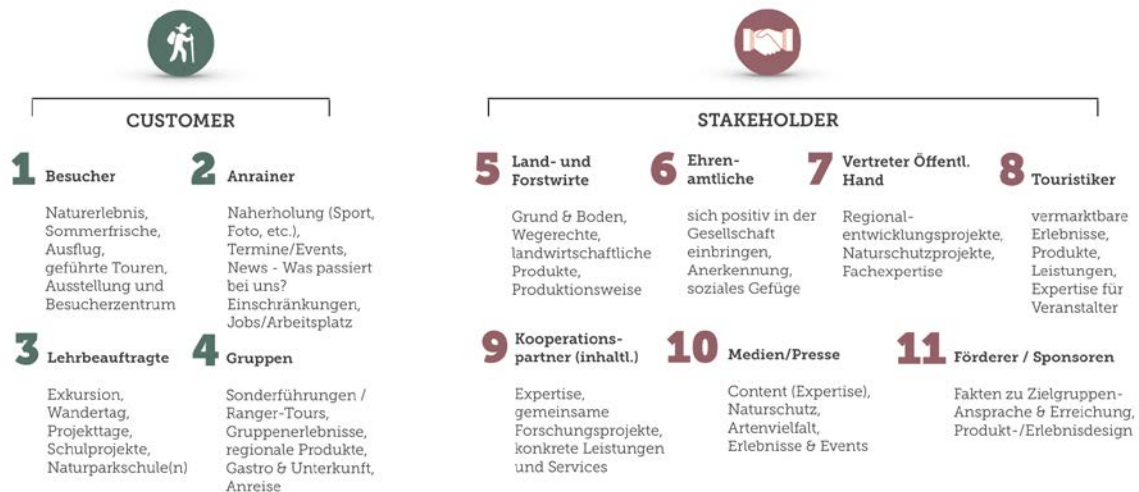 CUSTOMER
1 Besucher
Naturerlebnis,
Sommerfrische,
Ausflug,
geführte Touren,
Ausstellung und
Besucherzentrum
2 Anrainer
Naherholung (Sport,
Foto, etc.),
Termine/Events,
News - Was passiert
bei uns?
Einschränkungen,
Jobs/Arbeitsplatz
3 Lehrbeauftragte
Exkursion,
Wandertag,
Projekttage,
Schulprojekte,
Naturparkschule(n)
4 Gruppen
Sonderführungen /
Ranger-Tours,
Gruppenerlebnisse,
regionale Produkte,
Gastro & Unterkunft,
Anreise
STAKEHOLDER
5 Land- und
Forstwirte
Grund & Boden,
Wegerechte,
landwirtschaftliche
Produkte,
Produktionsweise
6 Ehren-
amtliche
sich positiv in der
Gesellschaft
einbringen,
Anerkennung,
soziales Gefüge
7 Vertreter Öffentl.
Hand
Regional-
entwicklungsprojekte,
Naturschutzprojekte,
Fachexpertise
8 Touristiker
vermarktbare
Erlebnisse,
Produkte,
Leistungen,
Expertise für
Veranstalter
9 Kooperations-
partner (inhaltl.)
Expertise,
gemeinsame
Forschungsprojekte,
konkrete Leistungen
und Services
10 Medien/Presse
Content (Expertise),
Naturschutz,
Artenvielfalt,
Erlebnisse & Events
11 Förderer / Sponsoren
Fakten zu Zielgruppen-
Ansprache & Erreichung,
Produkt-/Erlebnisdesign